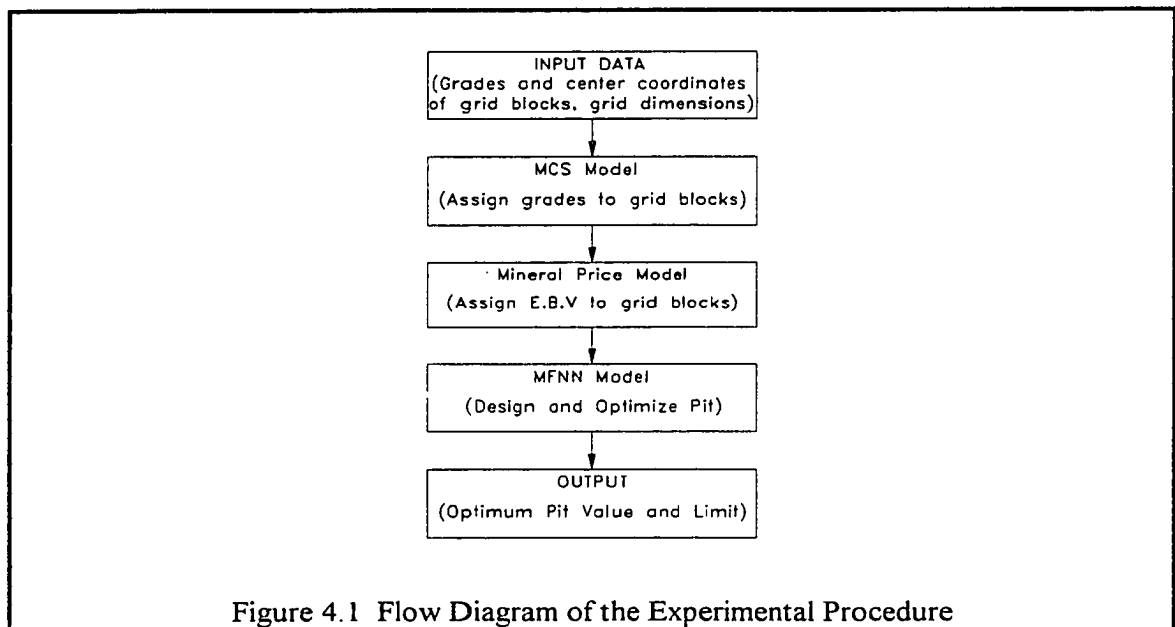 INPUT DATA
(Grades and center coordinates
of grid blocks, grid dimensions)
MCS Model
(Assign grades to grid blocks)
Mineral Price Model
(Assign E.B.V to grid blocks)
MFNN Model
(Design and Optimize Pit)
OUTPUT
(Optimum Pit Value and Limit)
Figure 4.1 Flow Diagram of the Experimental Procedure